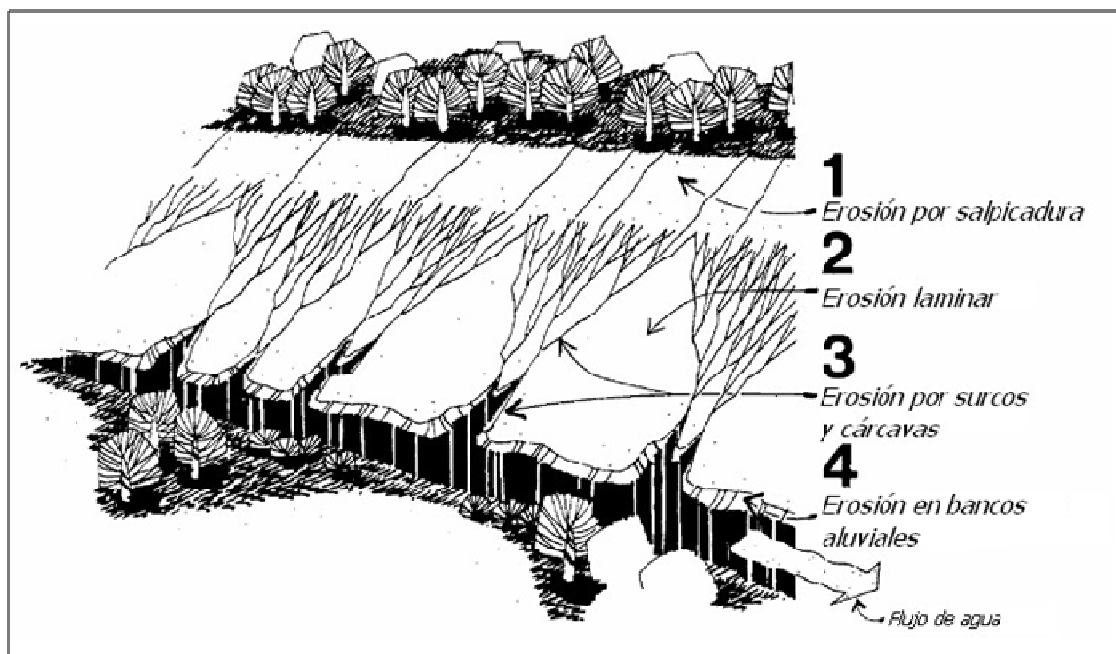 1
Erosión por salpicadura
2
Erosión laminar
3
Erosión por surcos
y cárcavas
4
Erosión en bancos
aluviales
Flujo de agua